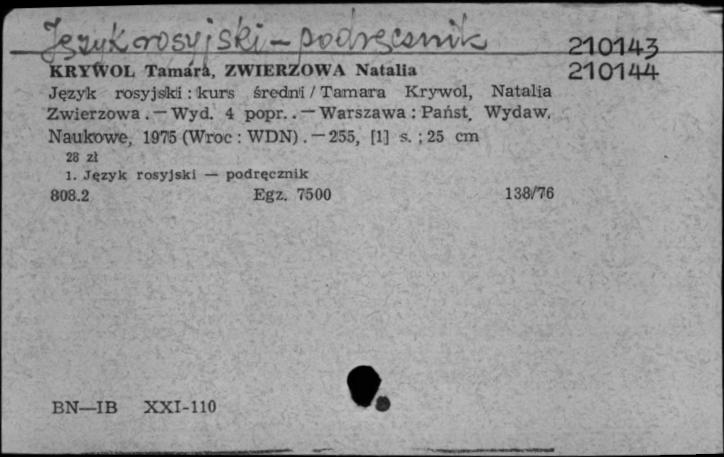 Język rosyjski - podręcznik
210143
KRYWOL Tamara, ZWIERZOWA Natalia
210144
Język rosyjski : kurs średni / Tamara Krywol, Natalia
Zwierzowa. — Wyd. 4 popr.. — Warszawa : Państ. Wydaw.
Naukowe, 1975 (Wroc : WDN). — 255, [1] s. ; 25 cm
28 zł
1. Język rosyjski — podręcznik
808.2 Egz. 7500 138/76
BN—IB XXI-110